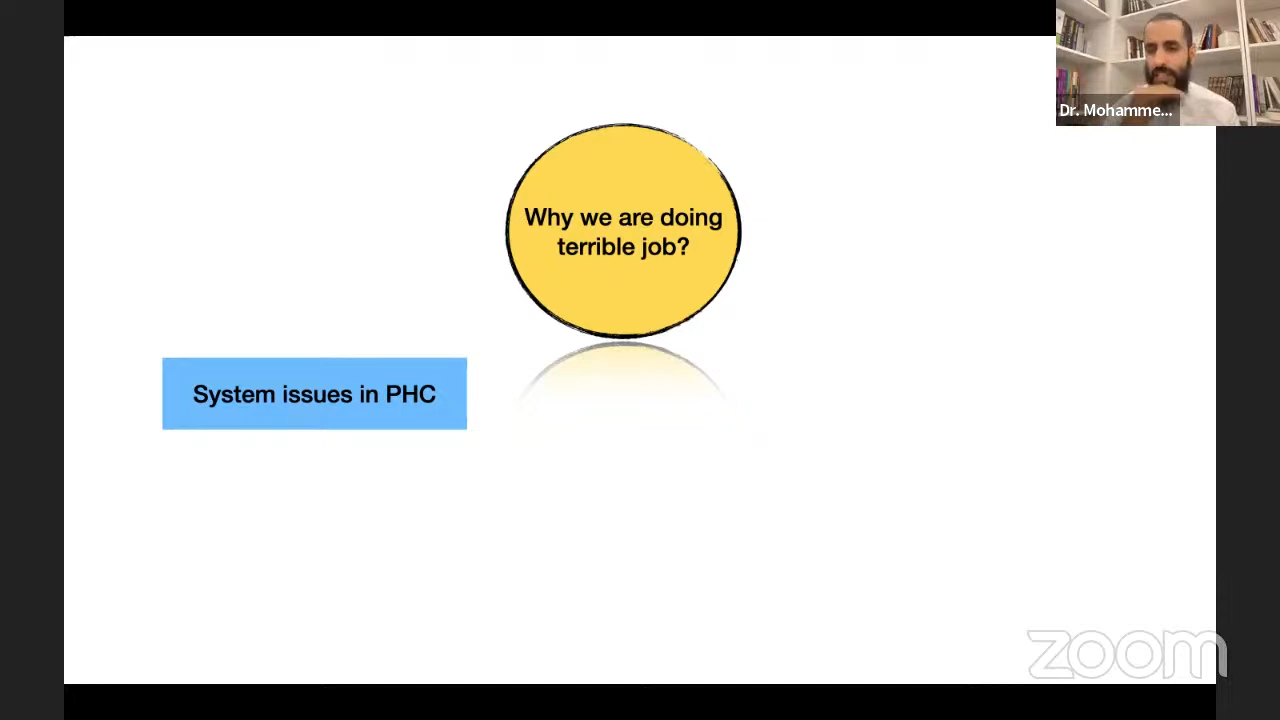 Dr. Mohamme...
Why we are doing
terrible job?
System issues in PHC
zoom